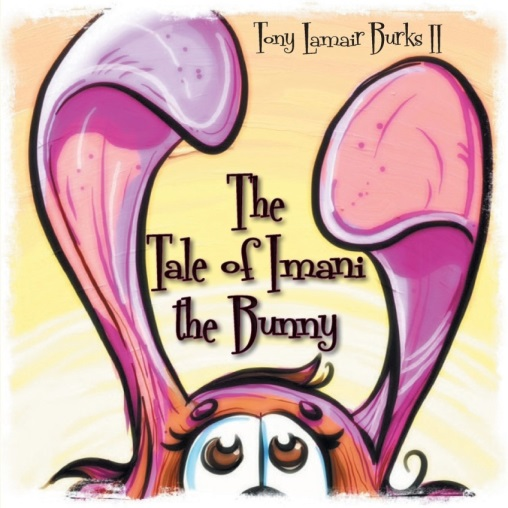 Tony Lamair Burks II
The
Tale of Imani
the Bunny